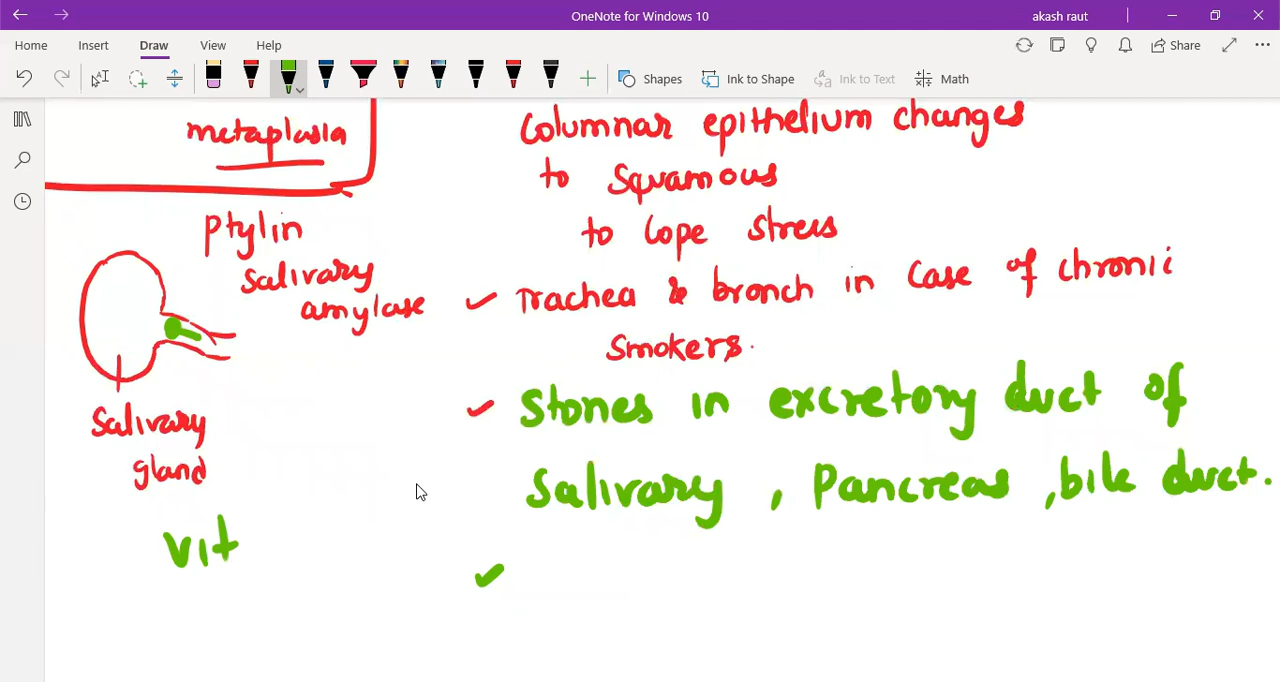 OneNote for Windows 10
akash raut
Home Insert Draw View Help
Share
Shapes
Ink to Shape
Ink to Text
Math
metaplasia
Columnar epithelium changes
to Squamous
to Cope stress
Ptylin
Salivary
amylase
Trachea & bronch in Case of chronic
Smokers.
Salivary
gland
Stones in excretory duct of
Salivary , Pancreas , bile duct.
vit